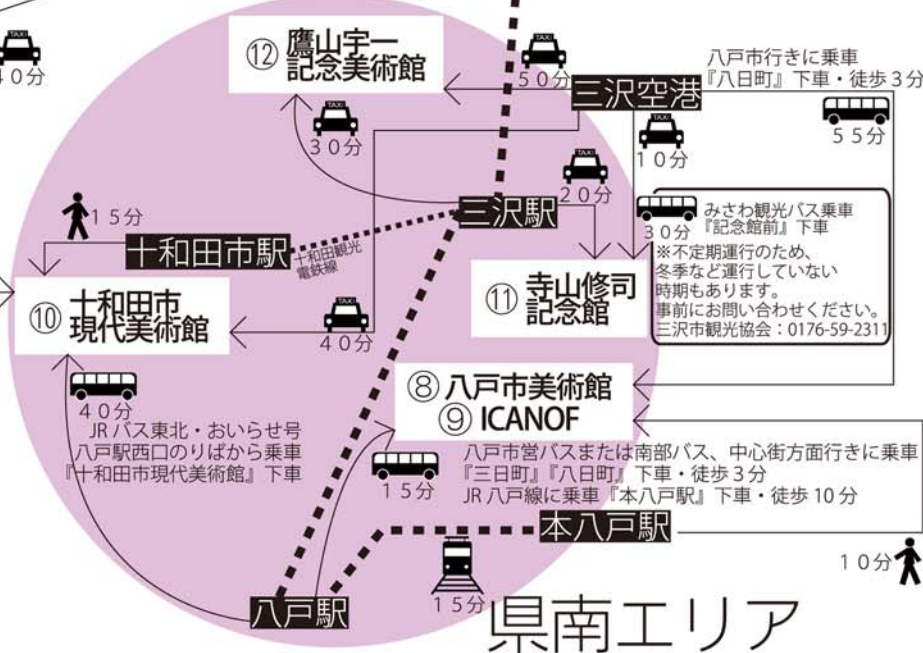 40分
⑫ 鷹山宇一
記念美術館
TAXI
30分
TAXI
50分
三沢空港
八戸市行きに乗車
『八日町』下車・徒歩3分
55分
TAXI
10分
TAXI
20分
三沢駅
15分
十和田市駅
十和田観光
電鉄線
30分
みさわ観光バス乗車
『記念館前』下車
※不定期運行のため、
冬季など運行していない
時期もあります。
事前にお問い合わせください。
三沢市観光協会:0176-59-2311
⑩ 十和田市
現代美術館
TAXI
40分
⑪ 寺山修司
記念館
⑧ 八戸市美術館
⑨ ICANOF
40分
JRバス東北・おいらせ号
八戸駅西口のりばから乗車
『十和田市現代美術館』下車
15分
八戸市営バスまたは南部バス、中心街方面行きに乗車
『三日町』『八日町』下車・徒歩3分
JR八戸線に乗車『本八戸駅』下車・徒歩10分
本八戸駅
10分
15分
八戸駅
県南エリア